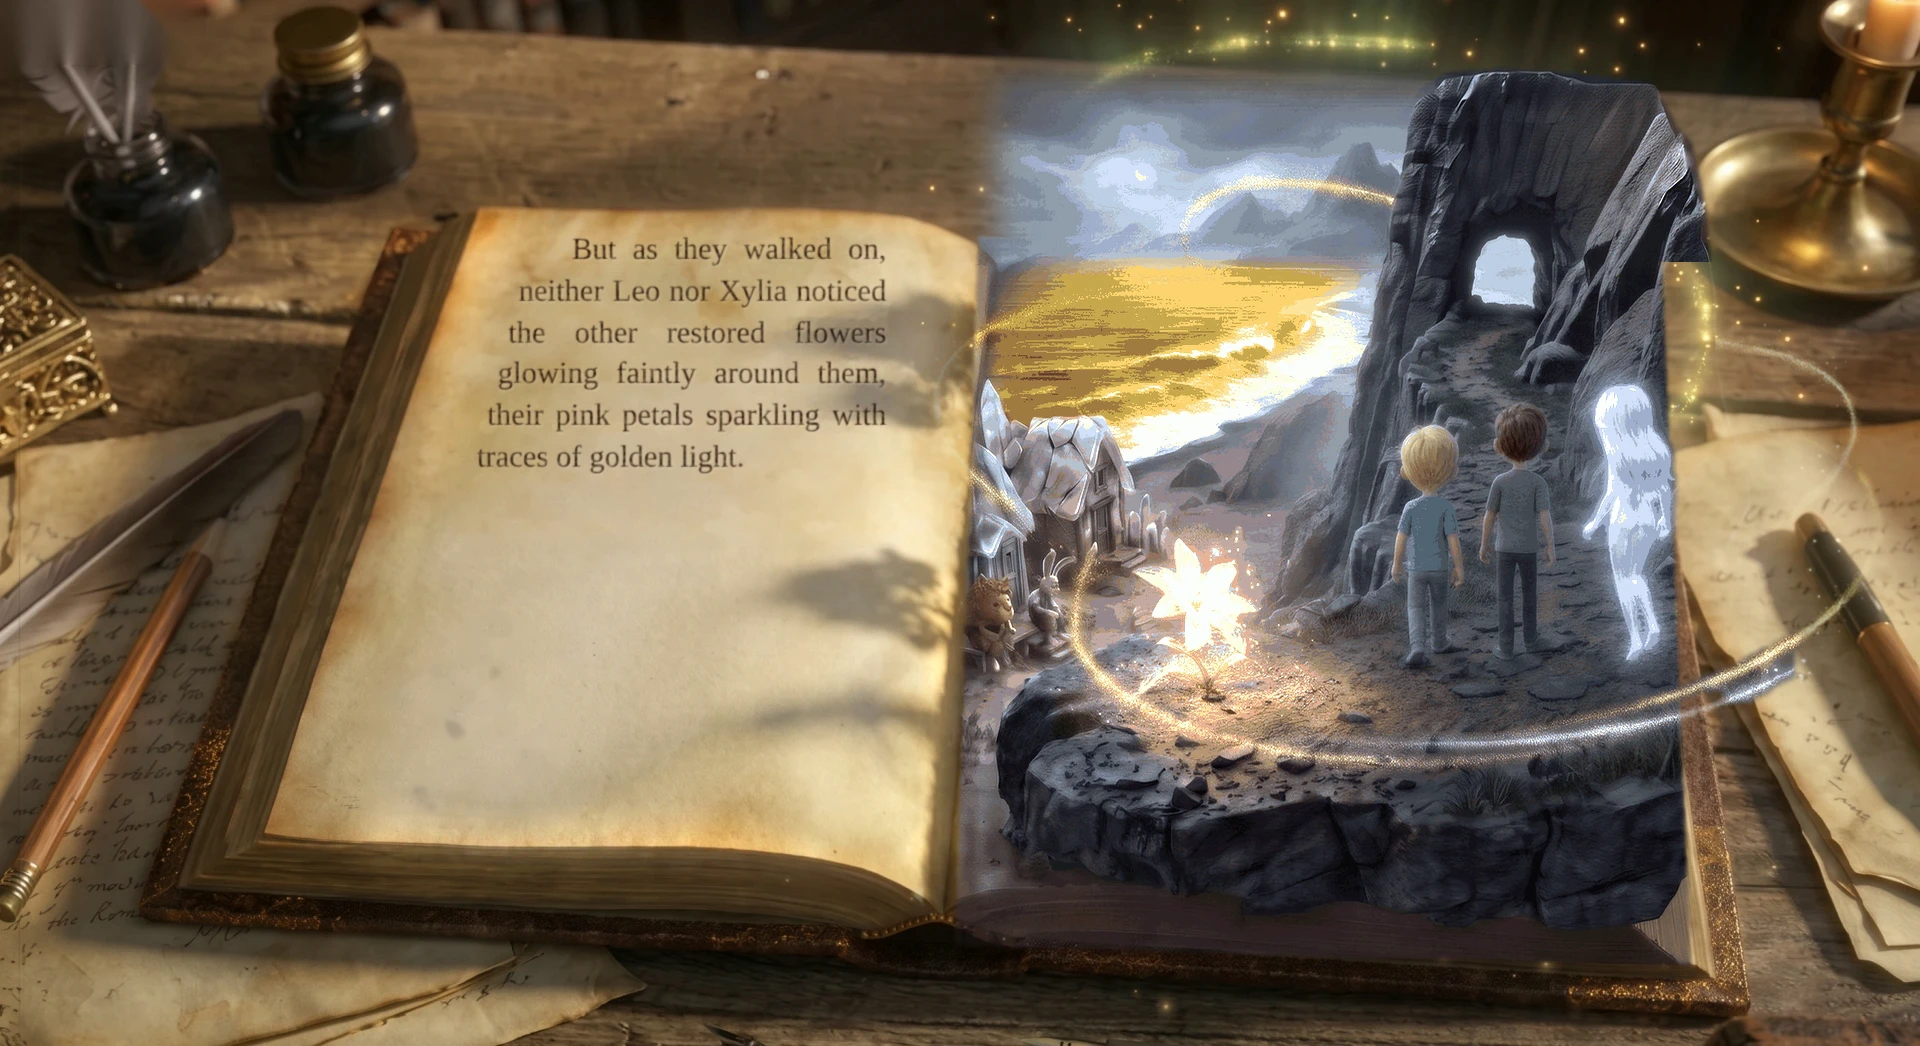 But as they walked on,
neither Leo nor Xylia noticed
the other restored flowers
glowing faintly around them,
their pink petals sparkling with
traces of golden light.